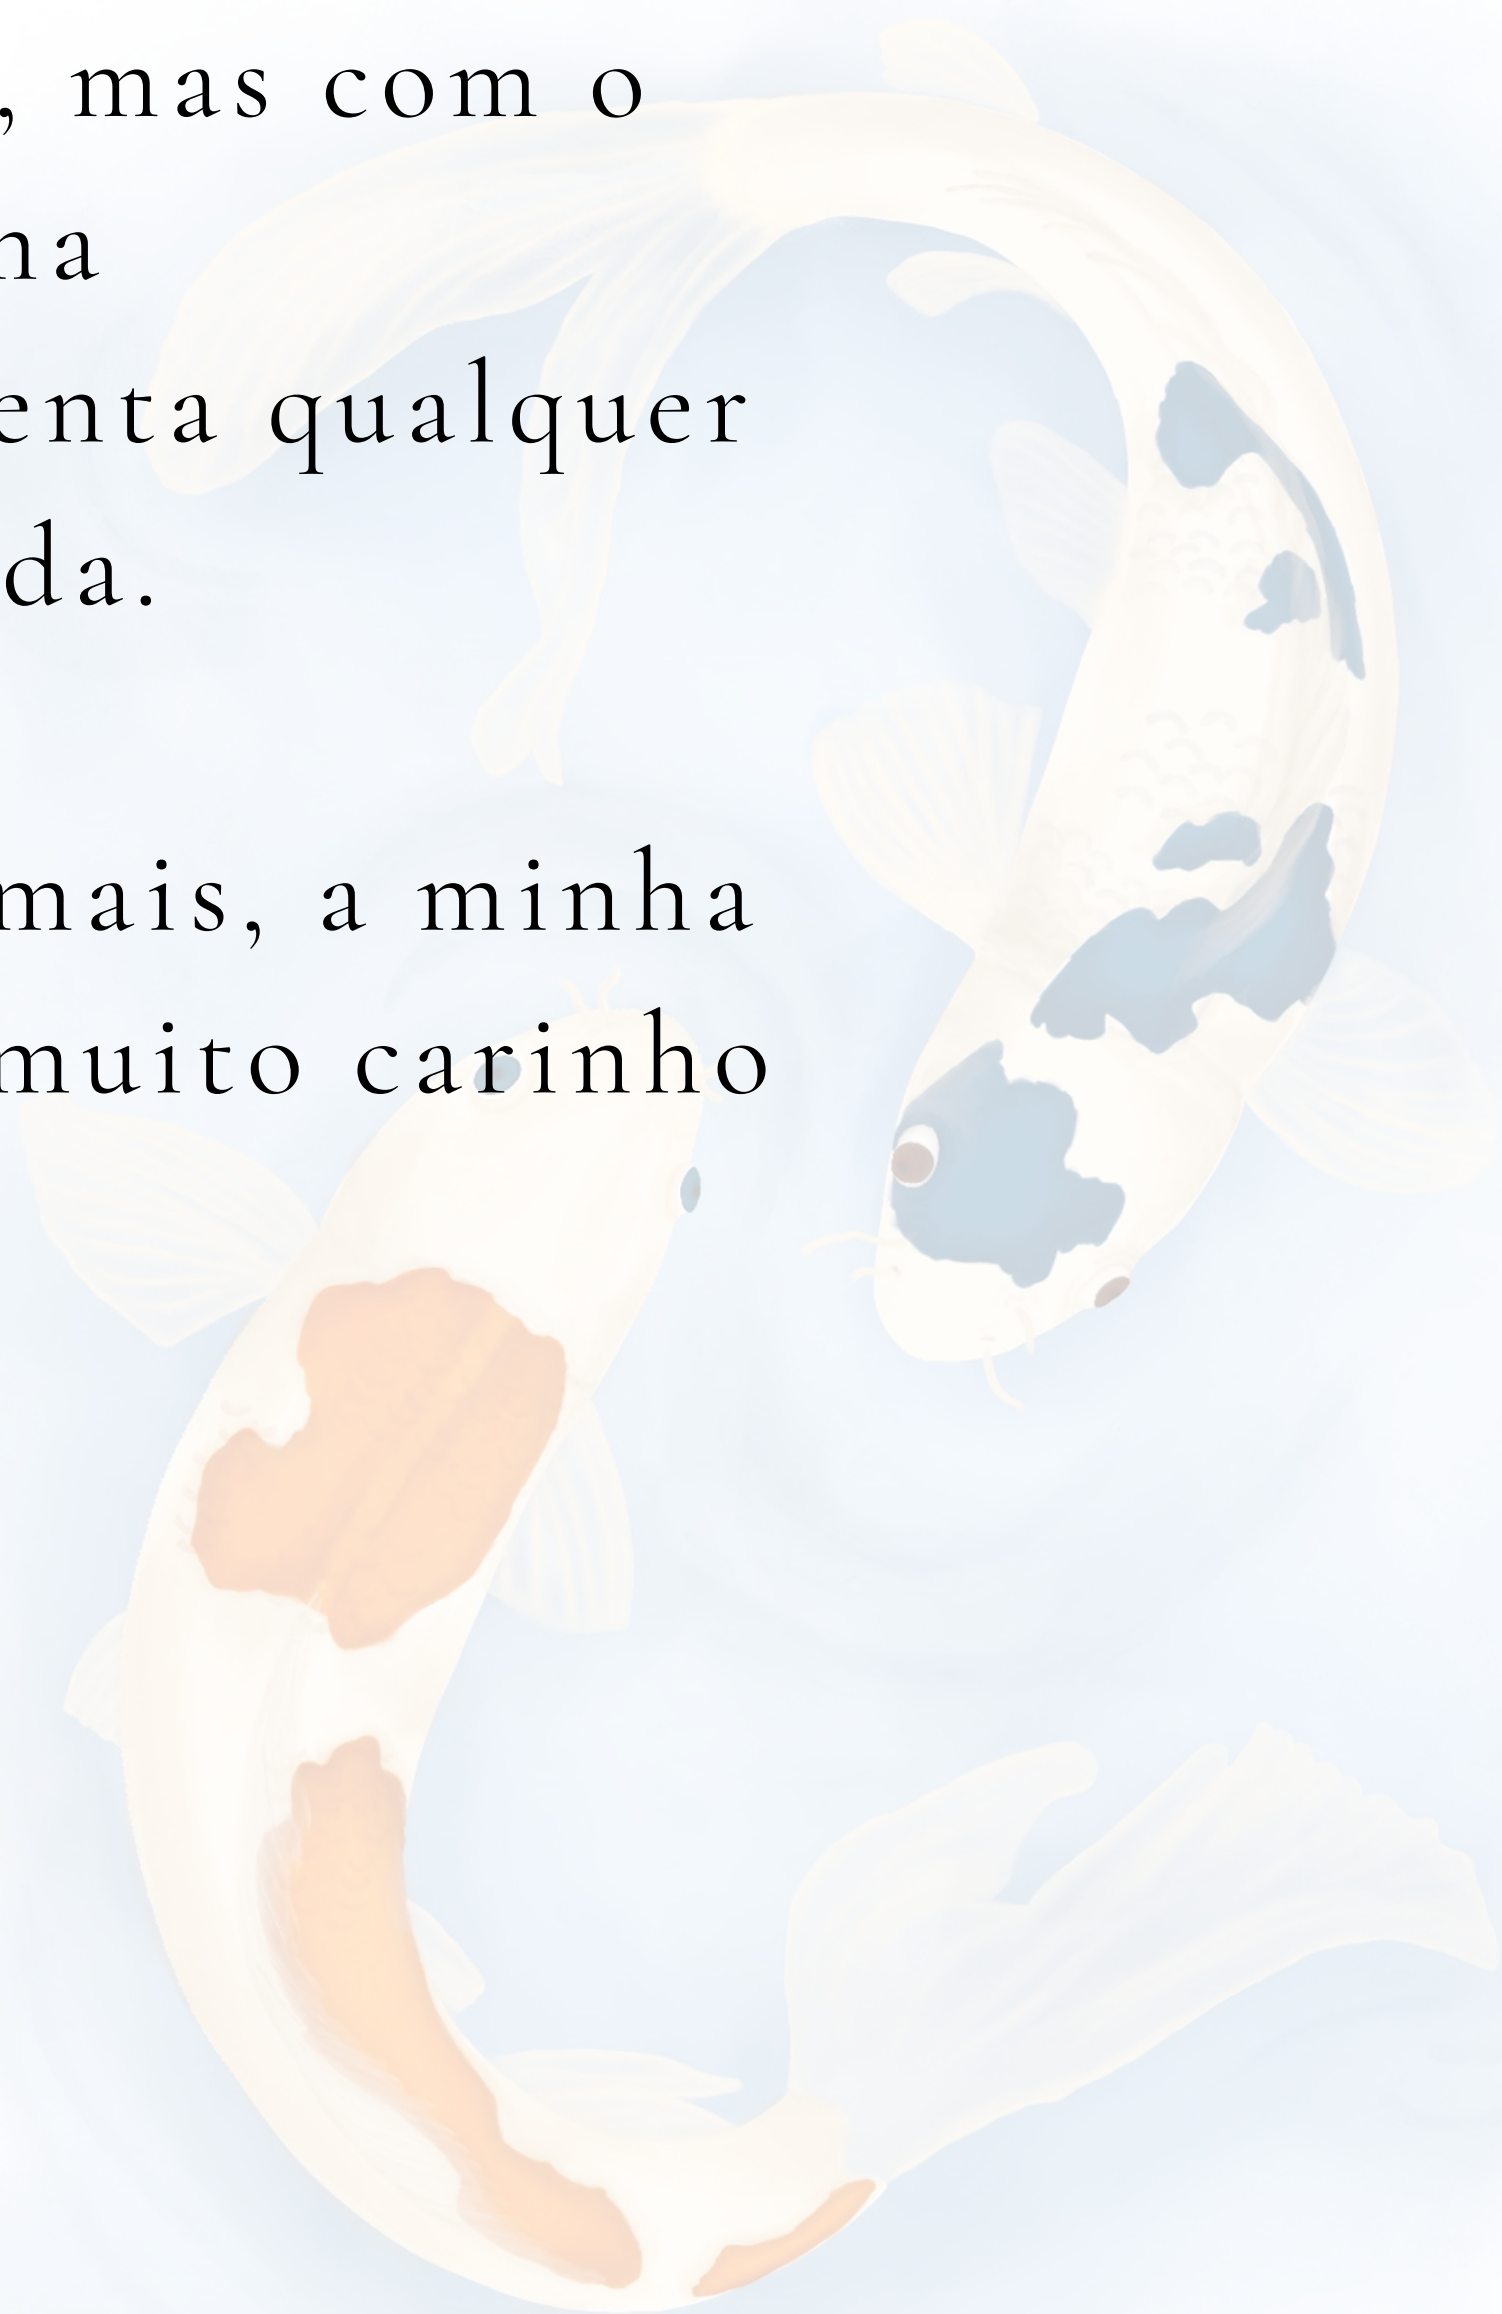 , mas com o
na
enta qualquer
da.
mais, a minha
muito carinho